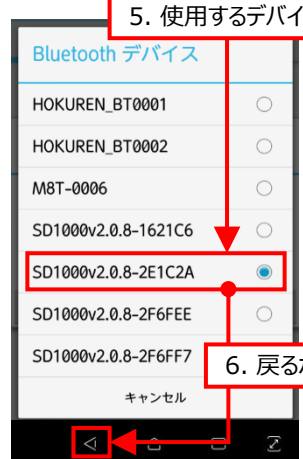 5. 使用するデバイ
Bluetooth デバイス
HOKUREN_BT0001
HOKUREN_BT0002
M8T-0006
SD1000v2.0.8-1621C6
SD1000v2.0.8-2E1C2A
SD1000v2.0.8-2F6FEE
SD1000v2.0.8-2F6FF7
6. 戻る
キャンセル